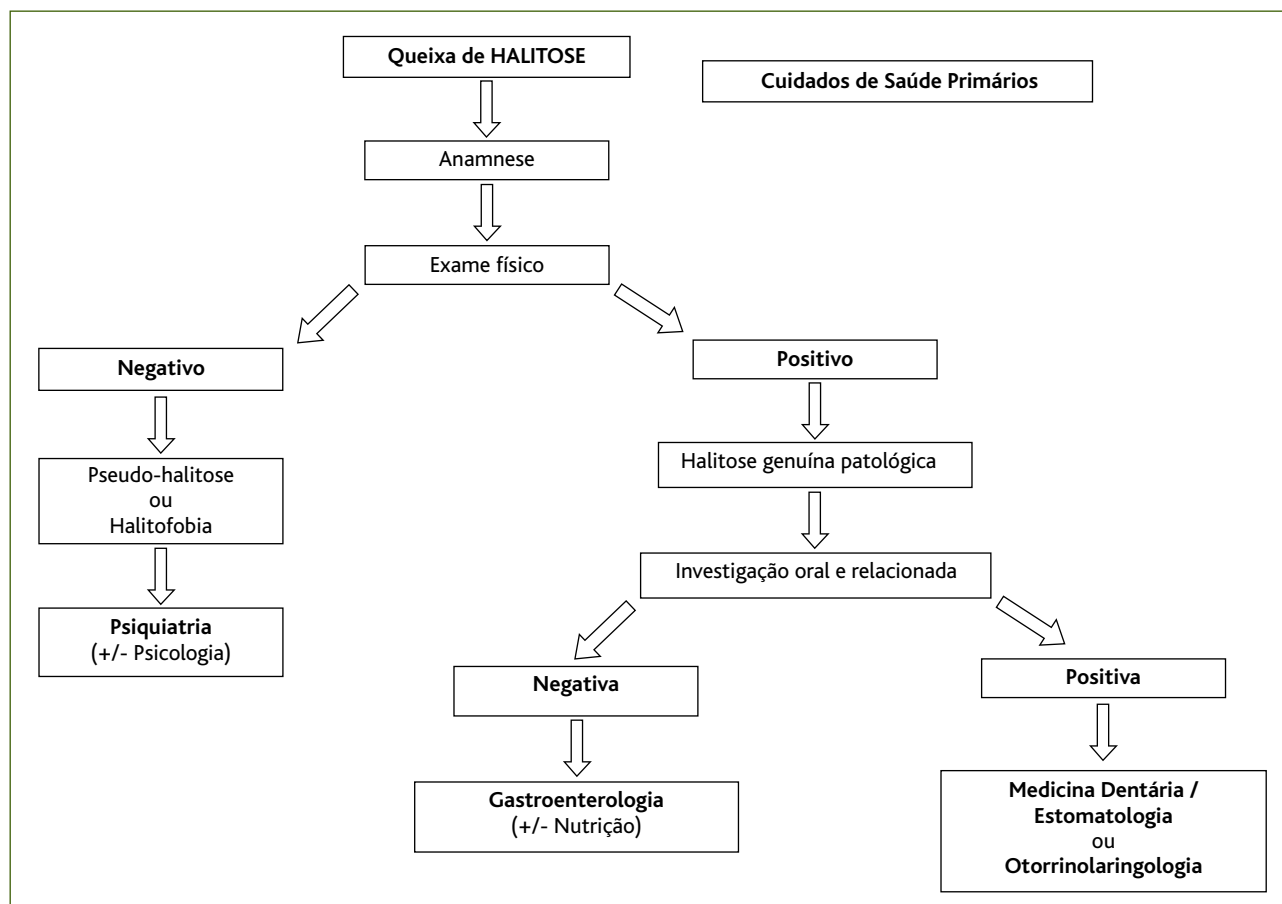 Queixa de HALITOSE
Cuidados de Saúde Primários
Anamnese
Exame físico
Negativo
Positivo
Pseudo-halitose
ou
Halitofobia
Halitose genuína patológica
Investigação oral e relacionada
Psiquiatria
(+/- Psicologia)
Negativa
Positiva
Gastroenterologia
(+/- Nutrição)
Medicina Dentária /
Estomatologia
ou
Otorrinolaringologia